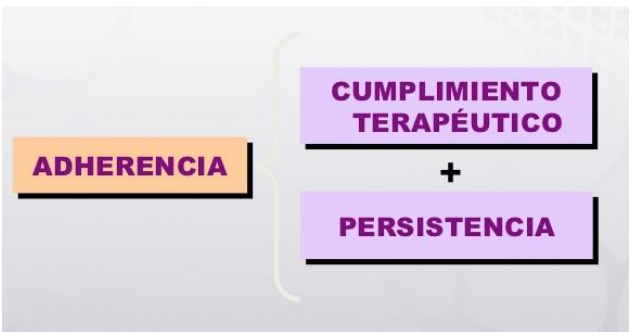 CUMPLIMIENTO
TERAPÉUTICO
ADHERENCIA
+
PERSISTENCIA